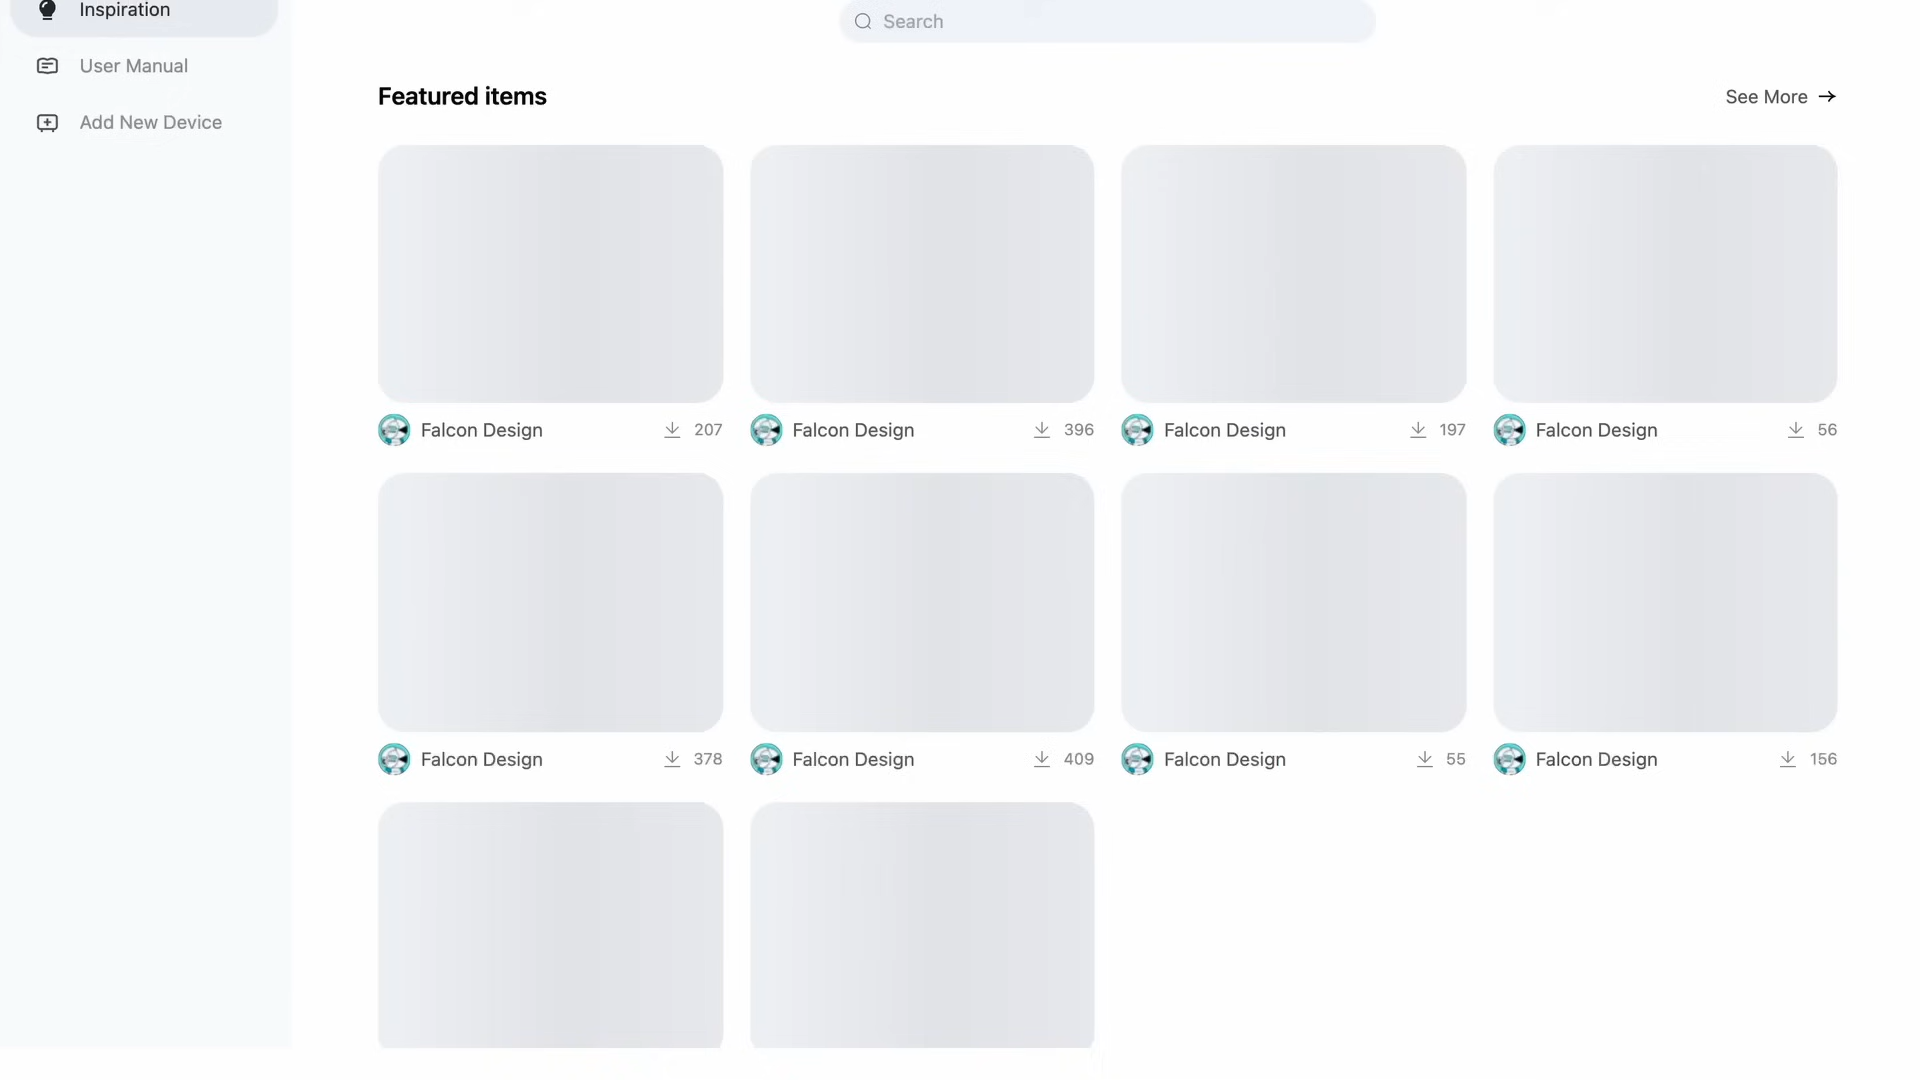 Inspiration
Search
User Manual
Featured items
See More
Add New Device
Falcon Design 207
Falcon Design 396
Falcon Design 197
Falcon Design 56
Falcon Design 378
Falcon Design 409
Falcon Design 55
Falcon Design 156